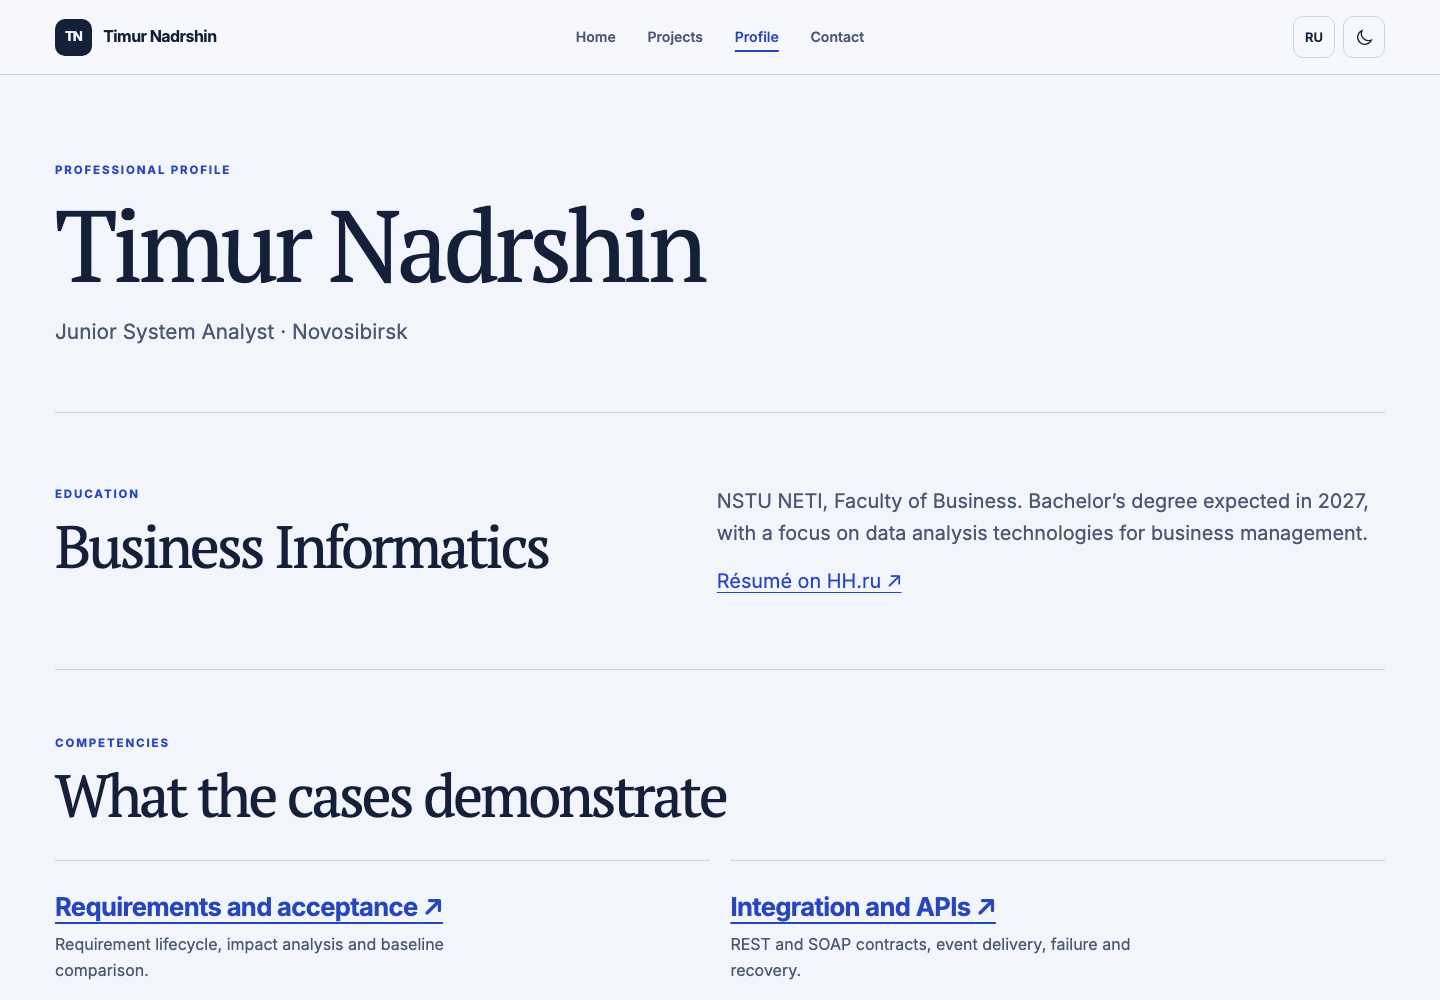 TN Timur Nadrshin
Home Projects Profile Contact
RU
PROFESSIONAL PROFILE
Timur Nadrshin
Junior System Analyst · Novosibirsk
EDUCATION
Business Informatics
NSTU NETI, Faculty of Business. Bachelor’s degree expected in 2027,
with a focus on data analysis technologies for business management.
Résumé on HH.ru ↗
COMPETENCIES
What the cases demonstrate
Requirements and acceptance ↗
Requirement lifecycle, impact analysis and baseline
comparison.
Integration and APIs ↗
REST and SOAP contracts, event delivery, failure and
recovery.